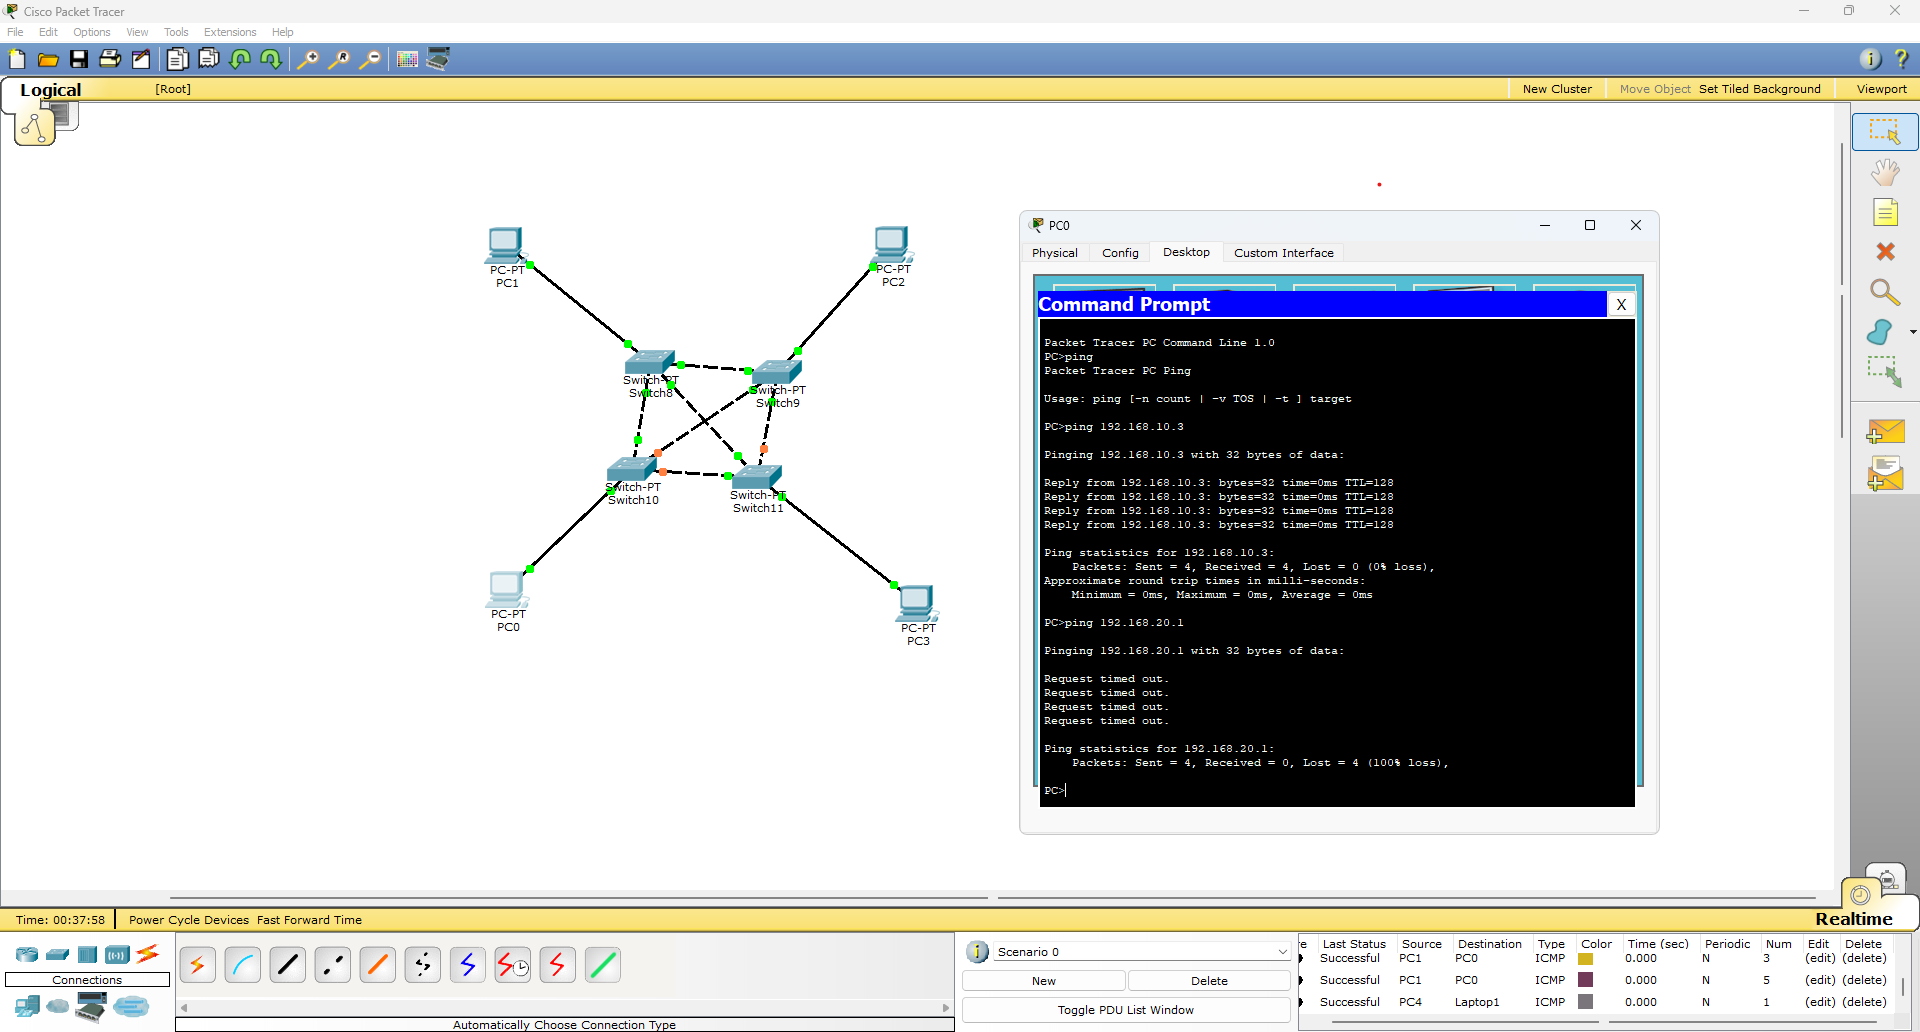 Cisco Packet Tracer
File Edit Options View Tools Extensions Help
Logical [Root] New Cluster Move Object Set Tiled Background Viewport
PC-PT
PC1
PC-PT
PC2
Switch-PT
Switch8
Switch-PT
Switch9
Switch-PT
Switch10
Switch-PT
Switch11
PC-PT
PC0
PC-PT
PC3
PC0
Physical Config Desktop Custom Interface
Command Prompt X
Packet Tracer PC Command Line 1.0
PC>ping
Packet Tracer PC Ping
Usage: ping [-n count | -v TOS | -t ] target
PC>ping 192.168.10.3
Pinging 192.168.10.3 with 32 bytes of data:
Reply from 192.168.10.3: bytes=32 time=0ms TTL=128
Reply from 192.168.10.3: bytes=32 time=0ms TTL=128
Reply from 192.168.10.3: bytes=32 time=0ms TTL=128
Reply from 192.168.10.3: bytes=32 time=0ms TTL=128
Ping statistics for 192.168.10.3:
Packets: Sent = 4, Received = 4, Lost = 0 (0% loss),
Approximate round trip times in milli-seconds:
Minimum = 0ms, Maximum = 0ms, Average = 0ms
PC>ping 192.168.20.1
Pinging 192.168.20.1 with 32 bytes of data:
Request timed out.
Request timed out.
Request timed out.
Request timed out.
Ping statistics for 192.168.20.1:
Packets: Sent = 4, Received = 0, Lost = 4 (100% loss),
PC>
Time: 00:37:58 Power Cycle Devices Fast Forward Time
Realtime
Connections
Automatically Choose Connection Type
Scenario 0
New Delete
Toggle PDU List Window
e Last Status Source Destination Type Color Time (sec) Periodic Num Edit Delete
Successful PC1 PC0 ICMP 0.000 N 3 (edit) (delete)
Successful PC1 PC0 ICMP 0.000 N 5 (edit) (delete)
Successful PC4 Laptop1 ICMP 0.000 N 1 (edit) (delete)